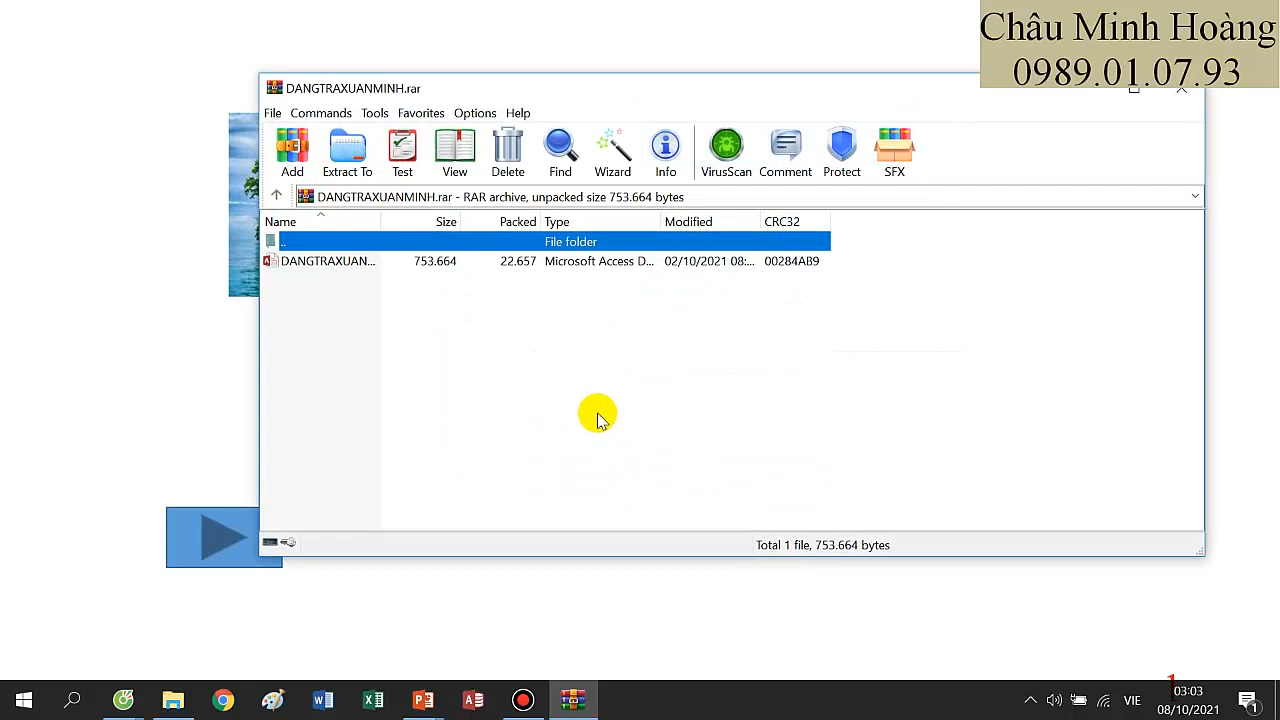 Châu Minh Hoàng
0989.01.07.93
DANGTRAXUANMINH.rar
File Commands Tools Favorites Options Help
Add Extract To Test View Delete Find Wizard Info VirusScan Comment Protect SFX
DANGTRAXUANMINH.rar - RAR archive, unpacked size 753.664 bytes
Name Size Packed Type Modified CRC32
.. File folder
DANGTRAXUAN... 753.664 22.657 Microsoft Access D... 02/10/2021 08:... 00284AB9
Total 1 file, 753.664 bytes
1
VIE 03:03
08/10/2021
1